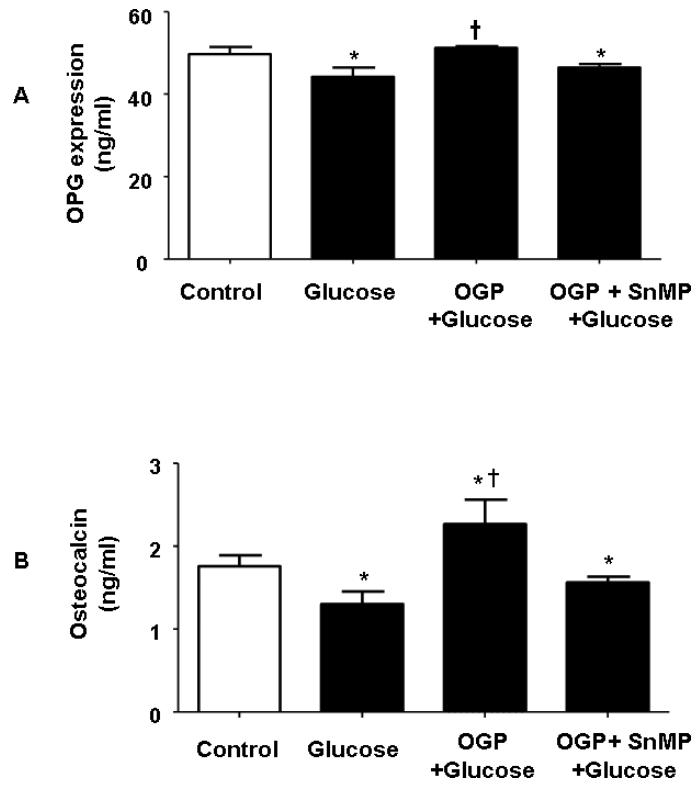 A
OPG expression
(ng/ml)
60
40
20
0
*
†
*
Control
Glucose
OGP
+Glucose
OGP + SnMP
+Glucose
B
Osteocalcin
(ng/ml)
3
2
1
0
*
*†
*
Control
Glucose
OGP
+Glucose
OGP+ SnMP
+Glucose